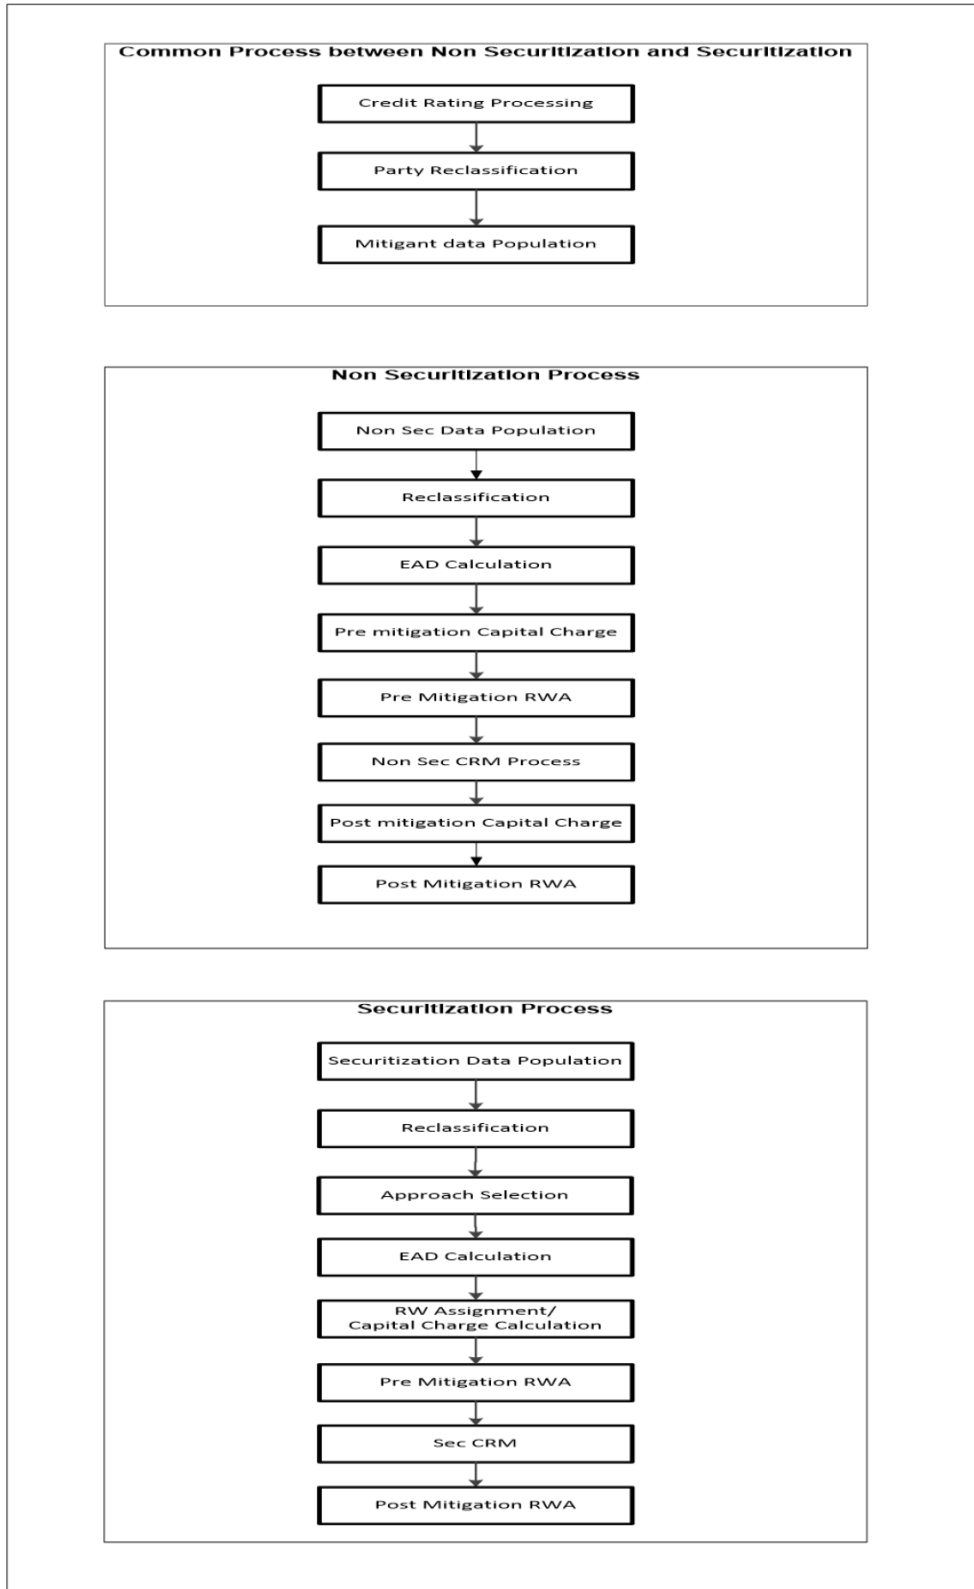 Common Process between Non Securitization and Securitization
Credit Rating Processing
Party Reclassification
Mitigant data Population
Non Securitization Process
Non Sec Data Population
Reclassification
EAD Calculation
Pre mitigation Capital Charge
Pre Mitigation RWA
Non Sec CRM Process
Post mitigation Capital Charge
Post Mitigation RWA
Securitization Process
Securitization Data Population
Reclassification
Approach Selection
EAD Calculation
RW Assignment/
Capital Charge Calculation
Pre Mitigation RWA
Sec CRM
Post Mitigation RWA